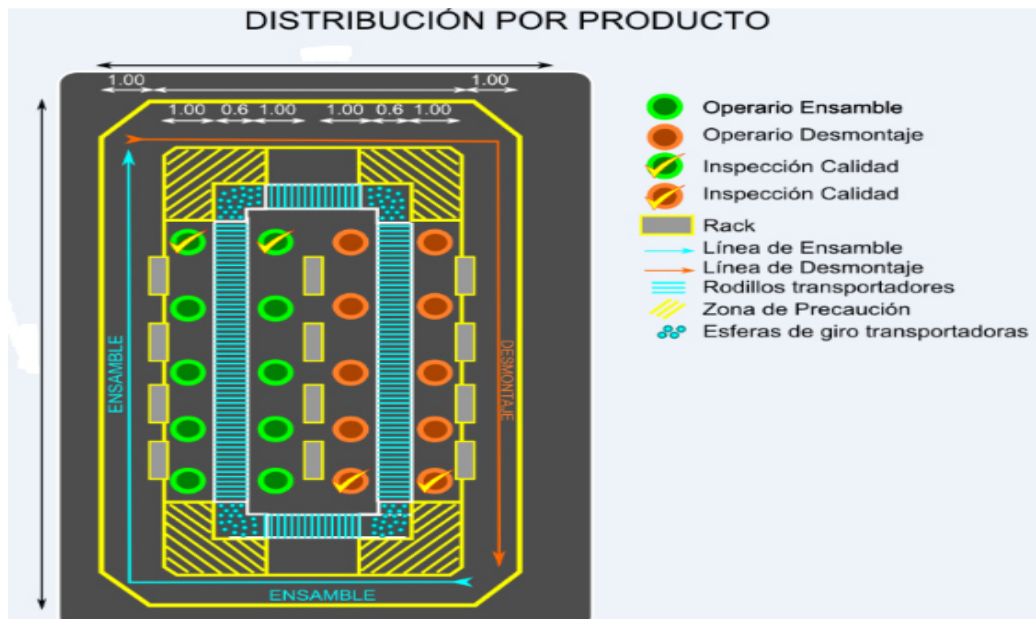 DISTRIBUCIÓN POR PRODUCTO
1.00 1.00
1.00 0.6 1.00 1.00 0.6 1.00
Operario Ensamble
Operario Desmontaje
Inspección Calidad
Inspección Calidad
Rack
Línea de Ensamble
Línea de Desmontaje
Rodillos transportadores
Zona de Precaución
Esferas de giro transportadoras
ENSAMBLE
DESMONTAJE
ENSAMBLE